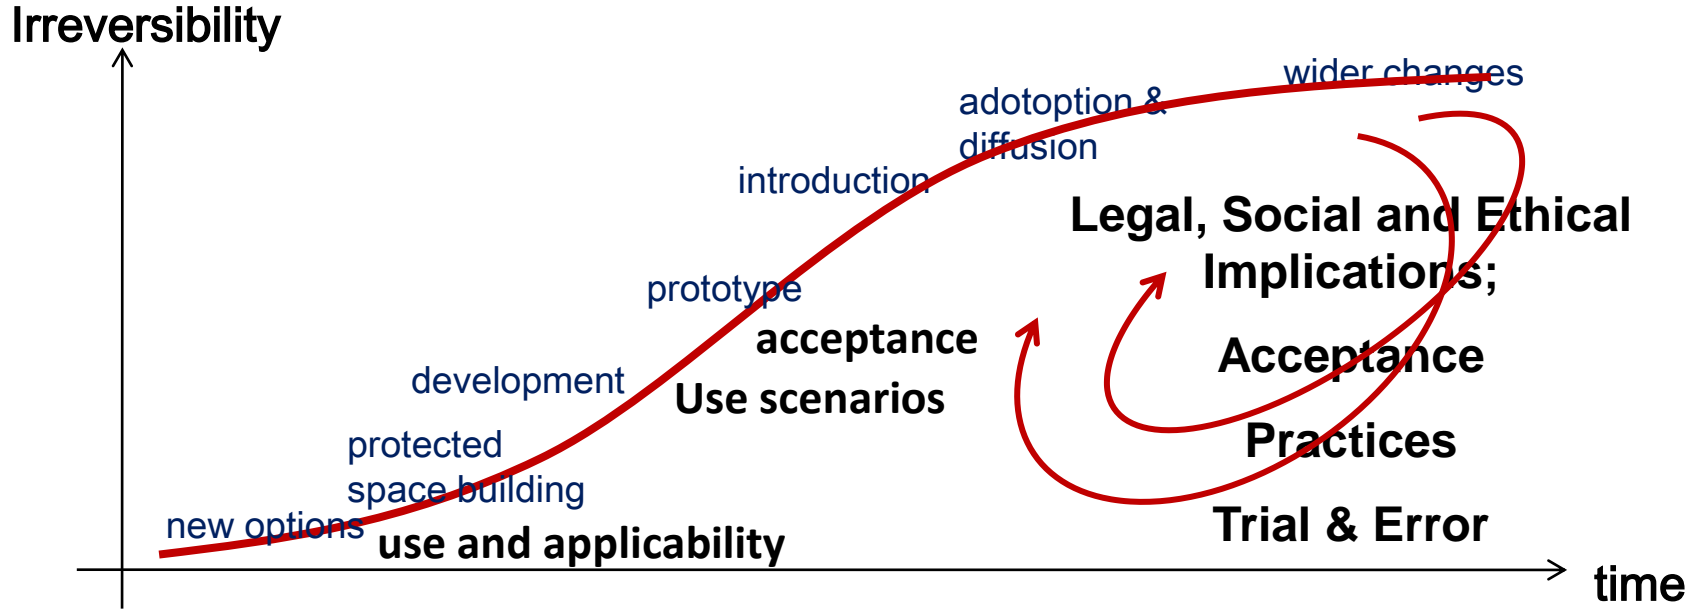 Irreversibility
wider changes
adotoption &
diffusion
introduction
Legal, Social and Ethical
Implications;
prototype
acceptance
Acceptance
development
Use scenarios
protected
Practices
space building
new options
Trial & Error
use and applicability
time